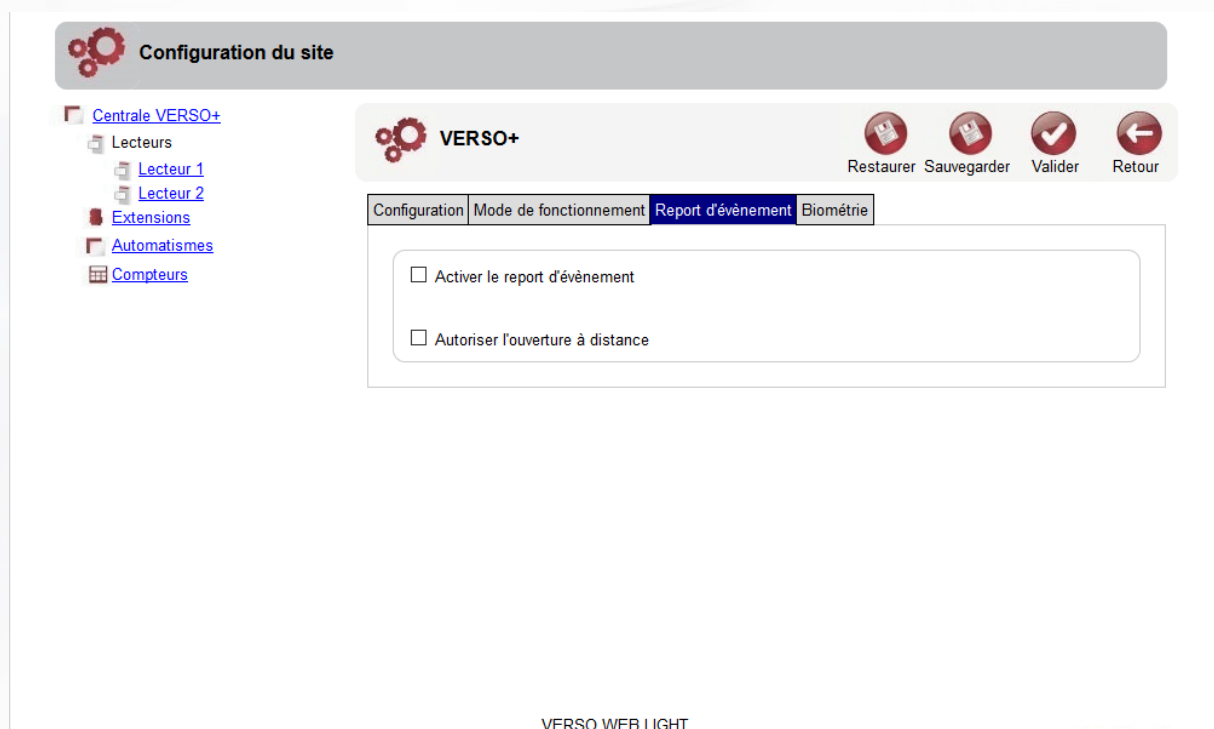 Configuration du site
Centrale VERSO+
Lecteurs
Lecteur 1
Lecteur 2
Extensions
Automatismes
Compteurs
VERSO+
Restaurer Sauvegarder Valider Retour
Configuration Mode de fonctionnement Report d'évènement Biométrie
Activer le report d'évènement
Autoriser l'ouverture à distance
VERSO WEB LIGHT